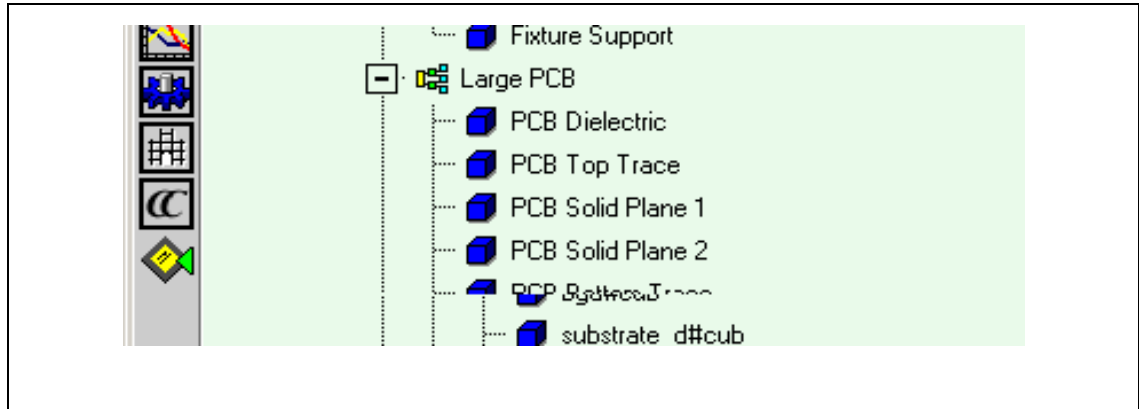 Fixture Support
Large PCB
PCB Dielectric
PCB Top Trace
PCB Solid Plane 1
PCB Solid Plane 2
substrate d#cub